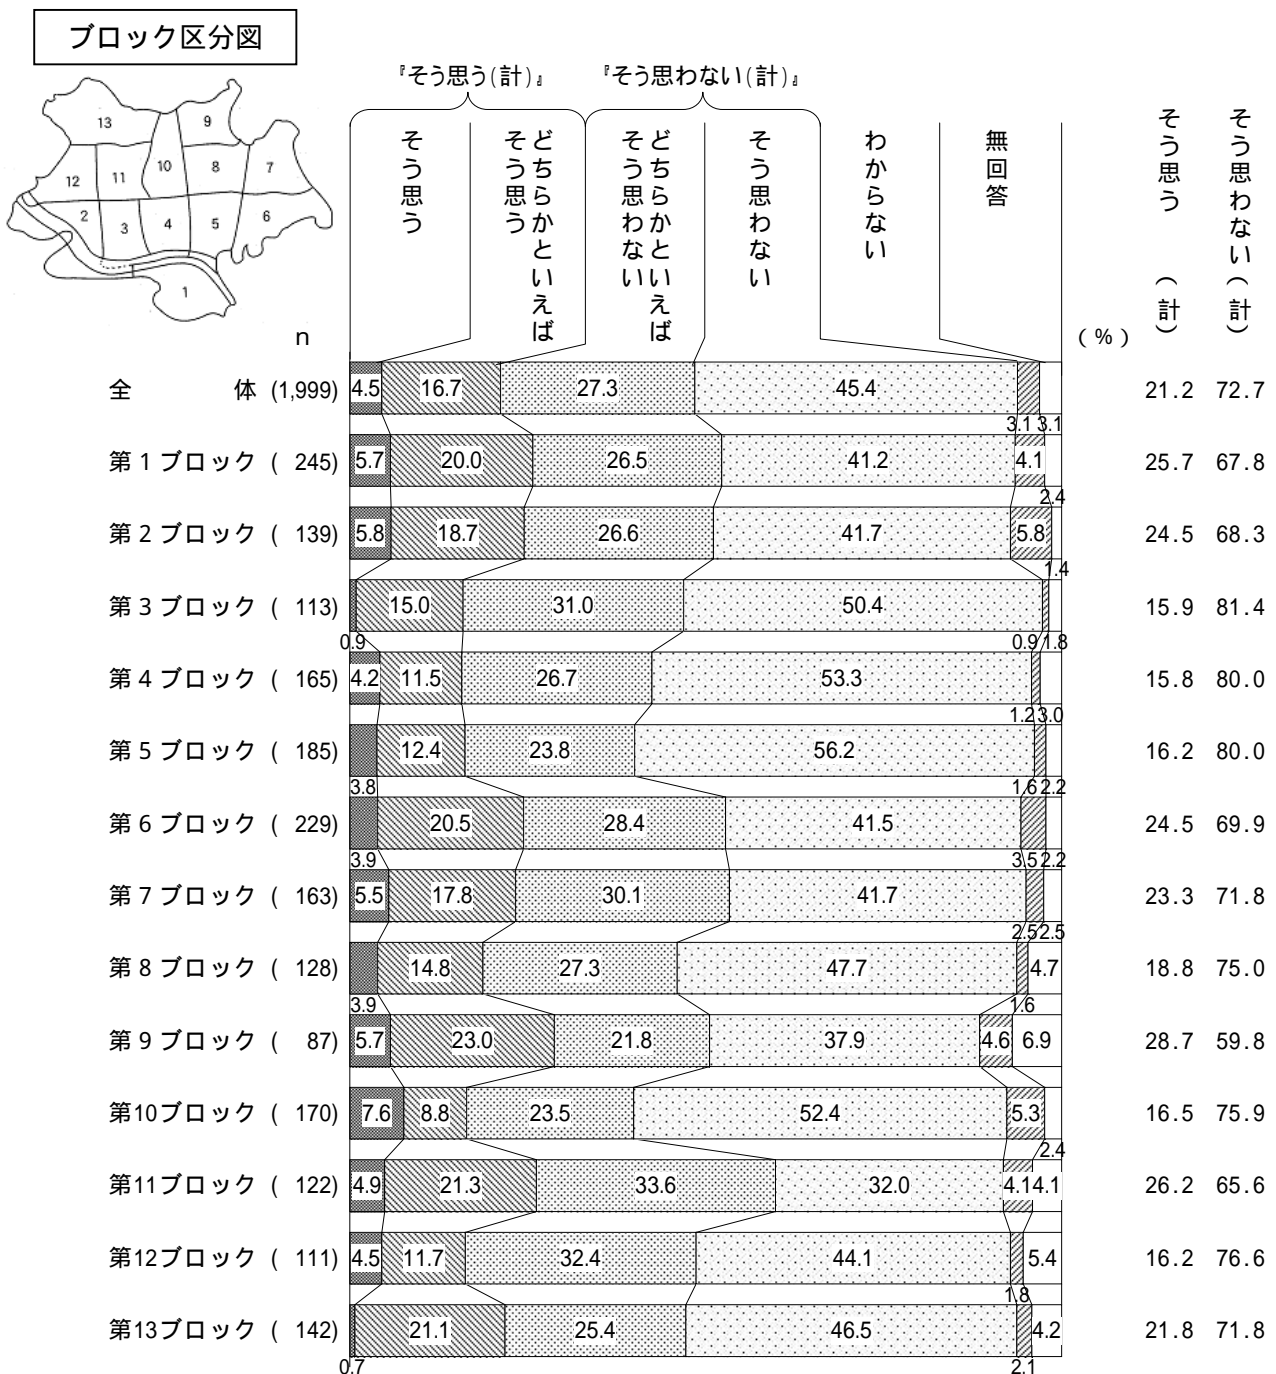 ブロック区分図
13
9
12
11
10
8
7
2
3
4
5
6
1
『そう思う(計)』
『そう思わない(計)』
そう思う
どちらかといえば
そう思う
どちらかといえば
そう思わない
そう思わない
わからない
無回答
そう思う(計)
そう思わない(計)
n
(%)
全体 (1,999) 4.5 16.7 27.3 45.4 3.1 3.1 21.2 72.7
第1ブロック ( 245) 5.7 20.0 26.5 41.2 4.1 2.4 25.7 67.8
第2ブロック ( 139) 5.8 18.7 26.6 41.7 5.8 1.4 24.5 68.3
第3ブロック ( 113) 0.9 15.0 31.0 50.4 0.9 1.8 15.9 81.4
第4ブロック ( 165) 4.2 11.5 26.7 53.3 1.2 3.0 15.8 80.0
第5ブロック ( 185) 3.8 12.4 23.8 56.2 1.6 2.2 16.2 80.0
第6ブロック ( 229) 3.9 20.5 28.4 41.5 3.5 2.2 24.5 69.9
第7ブロック ( 163) 5.5 17.8 30.1 41.7 2.5 2.5 23.3 71.8
第8ブロック ( 128) 3.9 14.8 27.3 47.7 1.6 4.7 18.8 75.0
第9ブロック ( 87) 5.7 23.0 21.8 37.9 4.6 6.9 28.7 59.8
第10ブロック ( 170) 7.6 8.8 23.5 52.4 5.3 2.4 16.5 75.9
第11ブロック ( 122) 4.9 21.3 33.6 32.0 4.1 4.1 26.2 65.6
第12ブロック ( 111) 4.5 11.7 32.4 44.1 1.8 5.4 16.2 76.6
第13ブロック ( 142) 0.7 21.1 25.4 46.5 2.1 4.2 21.8 71.8